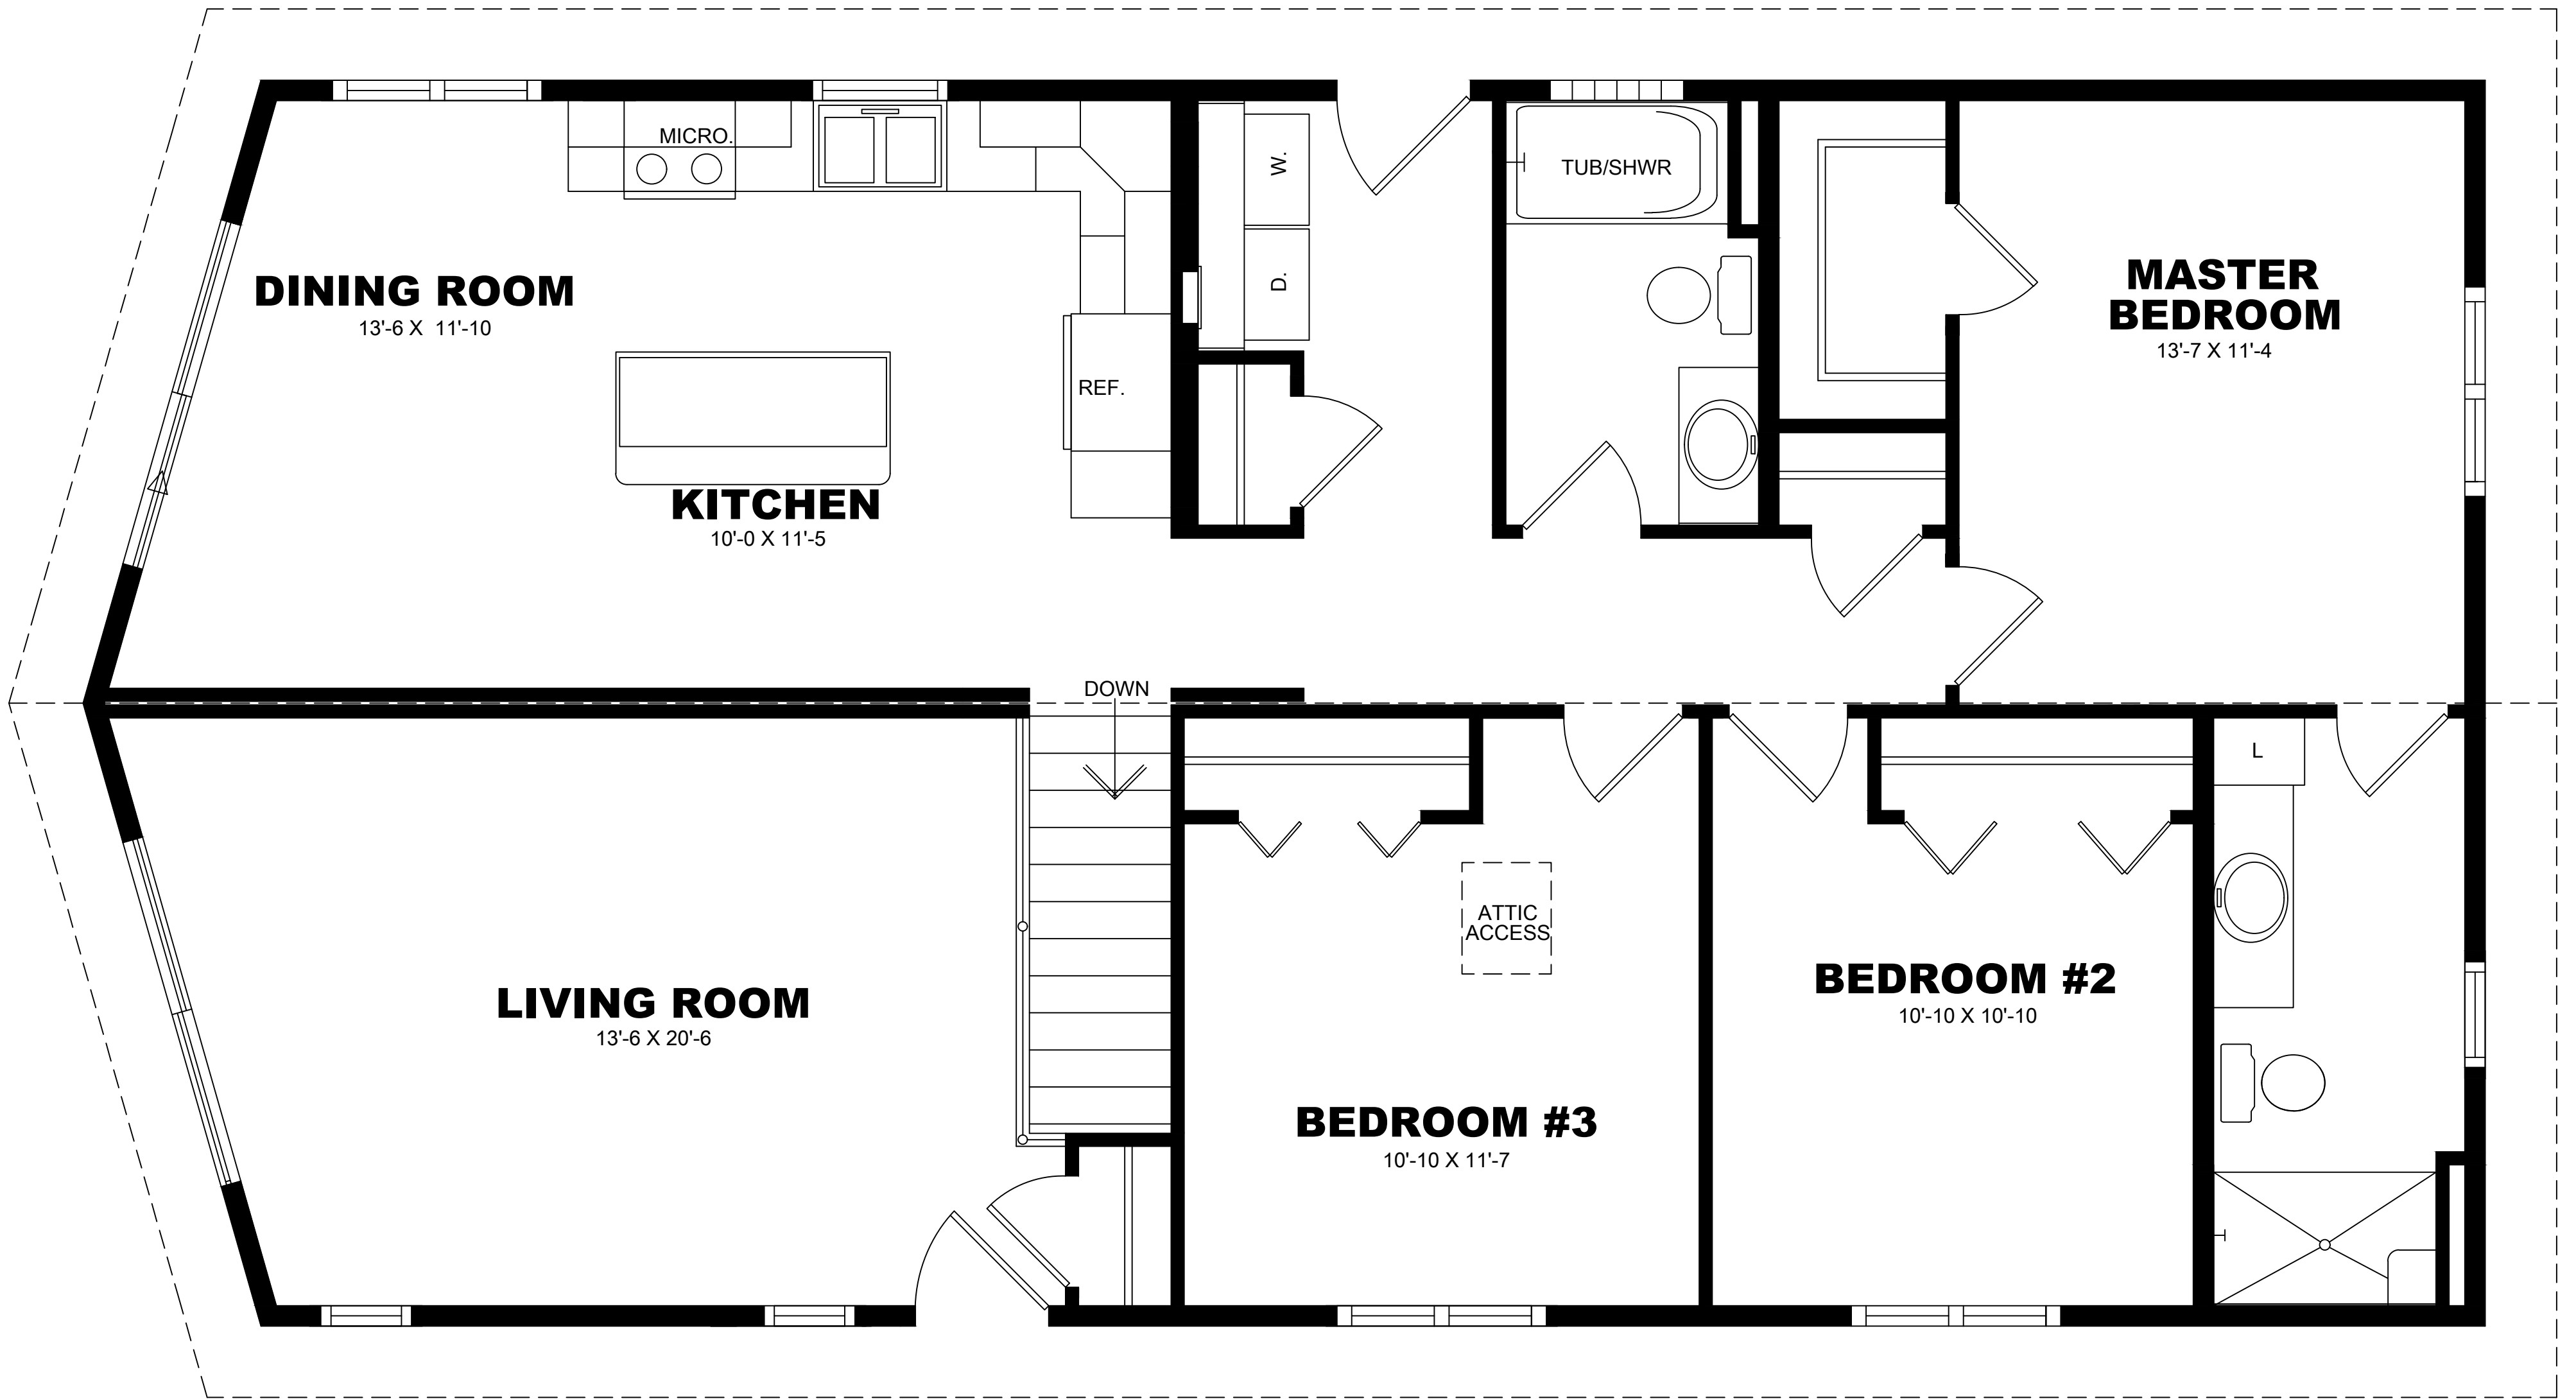 MICRO.
W.
TUB/SHWR
D.
DINING ROOM
13'-6 X  11'-10
MASTER
BEDROOM
13'-7 X 11'-4
REF.
KITCHEN
10'-0 X 11'-5
DOWN
L
ATTIC
ACCESS
LIVING ROOM
13'-6 X 20'-6
BEDROOM #2
10'-10 X 10'-10
BEDROOM #3
10'-10 X 11'-7